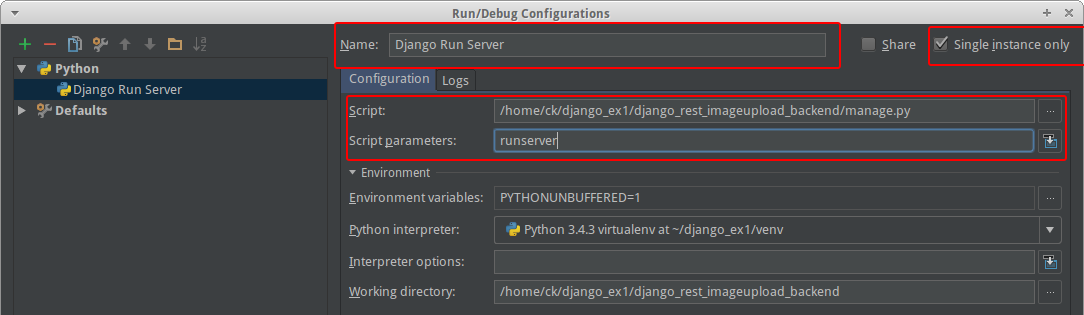 Run/Debug Configurations
Name: Django Run Server Share Single instance only
Python
Django Run Server
Defaults
Configuration Logs
Script: /home/ck/django_ex1/django_rest_imageupload_backend/manage.py ...
Script parameters: runserver
Environment
Environment variables: PYTHONUNBUFFERED=1 ...
Python interpreter: Python 3.4.3 virtualenv at ~/django_ex1/venv
Interpreter options:
Working directory: /home/ck/django_ex1/django_rest_imageupload_backend ...